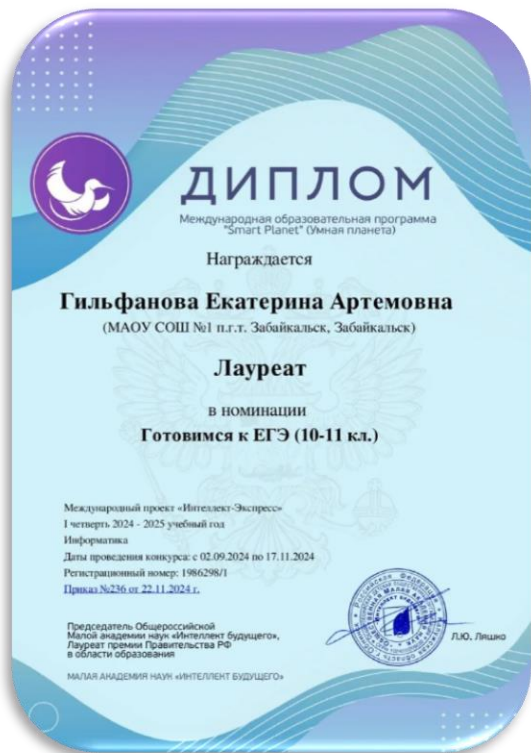 ДИПЛОМ
Международная образовательная программа
"Smart Planet" (Умная планета)
Награждается
Гильфанова Екатерина Артемовна
(МАОУ СОШ №1 п.г.т. Забайкальск, Забайкальск)
Лауреат
в номинации
Готовимся к ЕГЭ (10-11 кл.)
Международный проект «Интеллект-Экспресс»
I четверть 2024 - 2025 учебный год
Информатика
Даты проведения конкурса: с 02.09.2024 по 17.11.2024
Регистрационный номер: 1986298/1
Приказ №236 от 22.11.2024 г.
Председатель Общероссийской
Малой академии наук «Интеллект будущего»,
Лауреат премии Правительства РФ
в области образования
Л.Ю. Ляшко
МАЛАЯ АКАДЕМИЯ НАУК «ИНТЕЛЛЕКТ БУДУЩЕГО»